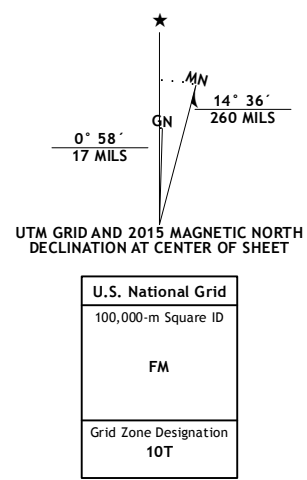 ★
MN
GN
14° 36´
260 MILS
0° 58´
17 MILS
UTM GRID AND 2015 MAGNETIC NORTH
DECLINATION AT CENTER OF SHEET
U.S. National Grid
100,000-m Square ID
FM
Grid Zone Designation
10T